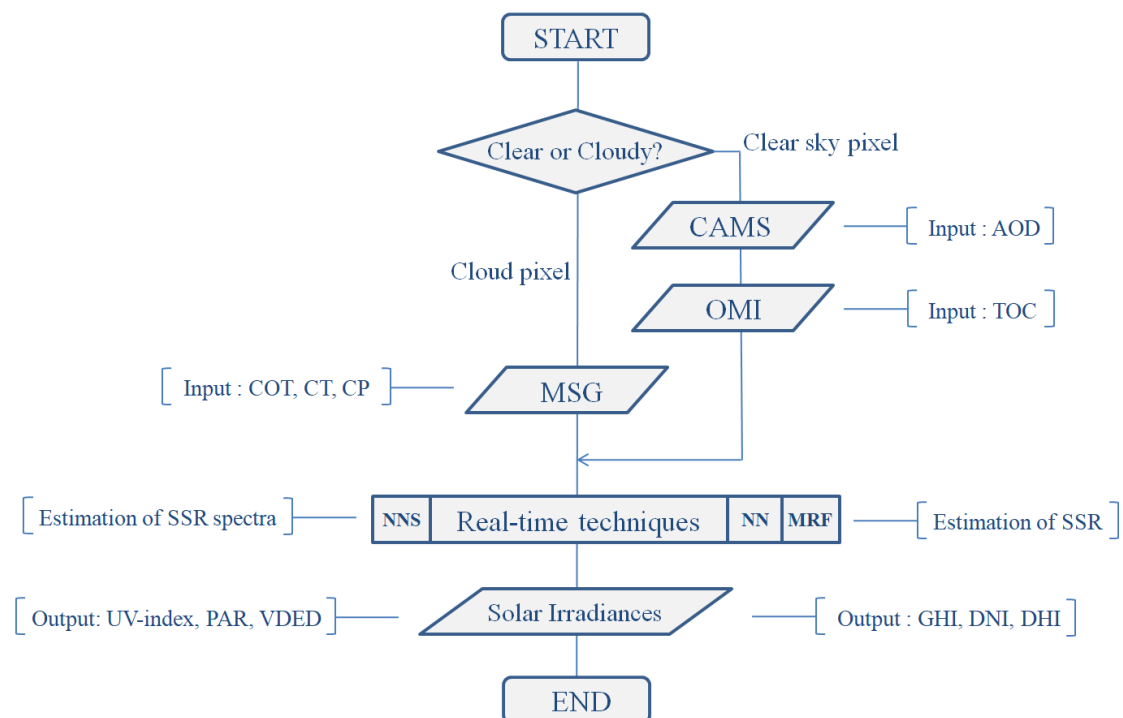 START
Clear or Cloudy?
Clear sky pixel
CAMS
Input : AOD
Cloud pixel
OMI
Input : TOC
Input : COT, CT, CP
MSG
Estimation of SSR spectra
NNS
Real-time techniques
NN
MRF
Estimation of SSR
Output: UV-index, PAR, VDED
Solar Irradiances
Output : GHI, DNI, DHI
END